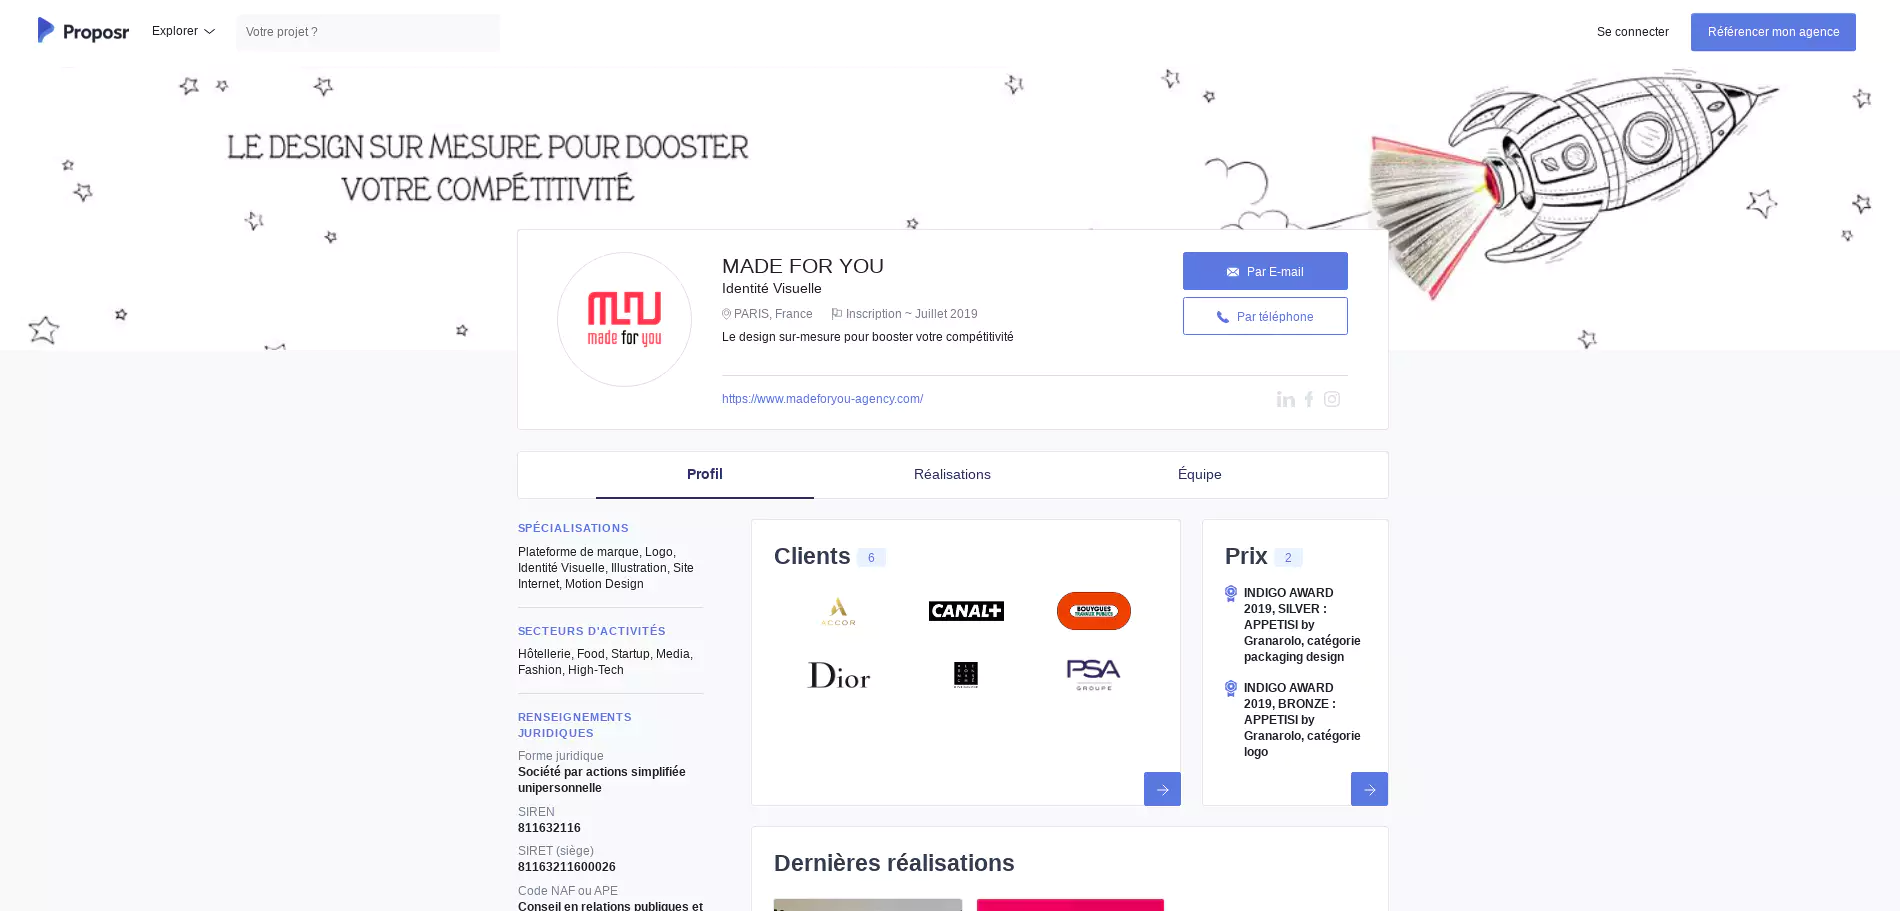 Proposr
Explorer
Votre projet ?
Se connecter
Référencer mon agence
LE DESIGN SUR MESURE POUR BOOSTER
VOTRE COMPÉTITIVITÉ
made for you
MADE FOR YOU
Identité Visuelle
PARIS, France
Inscription ~ Juillet 2019
Le design sur-mesure pour booster votre compétitivité
Par E-mail
Par téléphone
https://www.madeforyou-agency.com/
Profil
Réalisations
Équipe
SPÉCIALISATIONS
Plateforme de marque, Logo,
Identité Visuelle, Illustration, Site
Internet, Motion Design
SECTEURS D'ACTIVITÉS
Hôtellerie, Food, Startup, Media,
Fashion, High-Tech
RENSEIGNEMENTS
JURIDIQUES
Forme juridique
Société par actions simplifiée
unipersonnelle
SIREN
811632116
SIRET (siège)
81163211600026
Code NAF ou APE
Conseil en relations publiques et
Clients 6
ACCOR
CANAL+
BOUYGUES
TRAVAUX PUBLICS
Dior
PSA
GROUPE
Prix 2
INDIGO AWARD
2019, SILVER :
APPETISI by
Granarolo, catégorie
packaging design
INDIGO AWARD
2019, BRONZE :
APPETISI by
Granarolo, catégorie
logo
Dernières réalisations